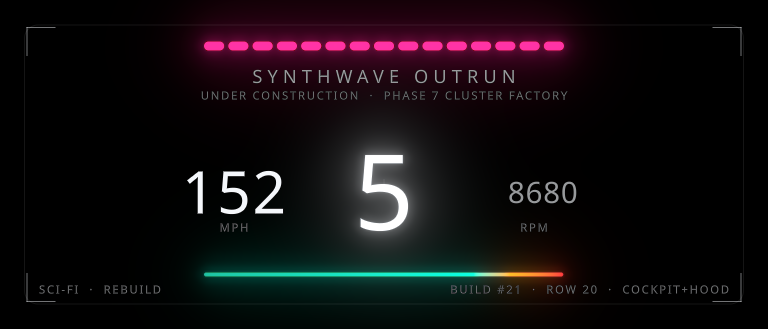 SYNTHWAVE OUTRUN
UNDER CONSTRUCTION · PHASE 7 CLUSTER FACTORY
152
MPH
5
8680
RPM
SCI-FI · REBUILD
BUILD #21 · ROW 20 · COCKPIT+HOOD